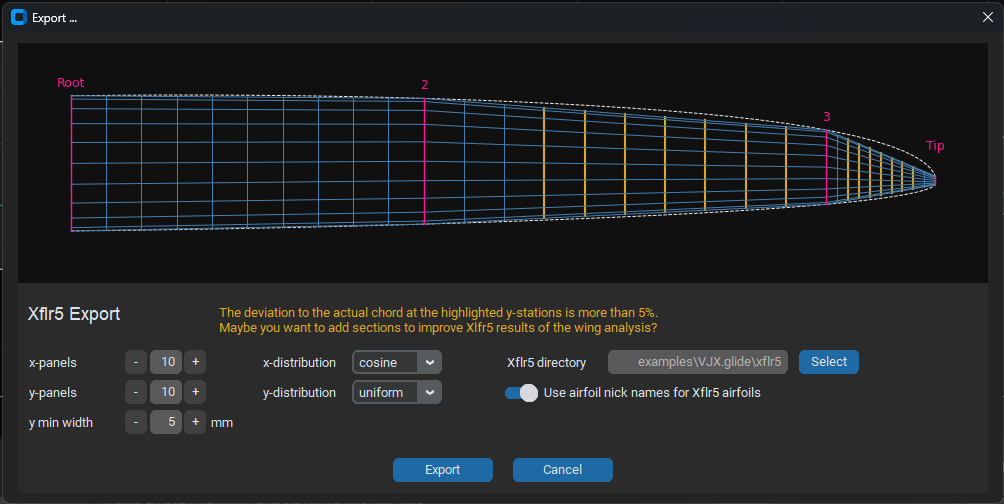 Export ...
Root
2
3
Tip
Xflr5 Export
The deviation to the actual chord at the highlighted y-stations is more than 5%.
Maybe you want to add sections to improve Xlfr5 results of the wing analysis?
x-panels - 10 + x-distribution cosine Xflr5 directory examples\VJX.glide\xflr5 Select
y-panels - 10 + y-distribution uniform Use airfoil nick names for Xflr5 airfoils
y min width - 5 + mm
Export Cancel